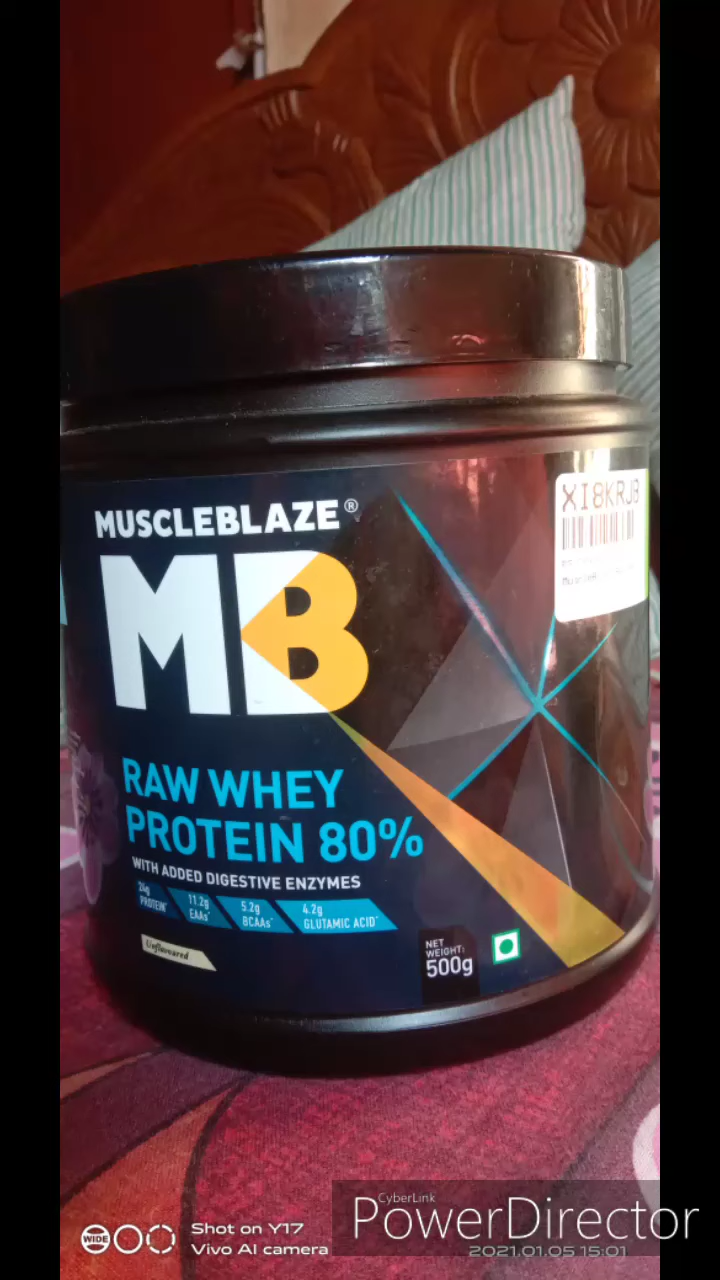 XI8KRJB
MUSCLEBLAZE®
MB
RAW WHEY
PROTEIN 80%
WITH ADDED DIGESTIVE ENZYMES
24g
PROTEIN*
11.2g
EAAs*
5.2g
BCAAs*
4.2g
GLUTAMIC ACID*
Unflavoured
NET
WEIGHT:
500g
CyberLink
PowerDirector
WIDE
Shot on Y17
Vivo AI camera
2021.01.05 15:01